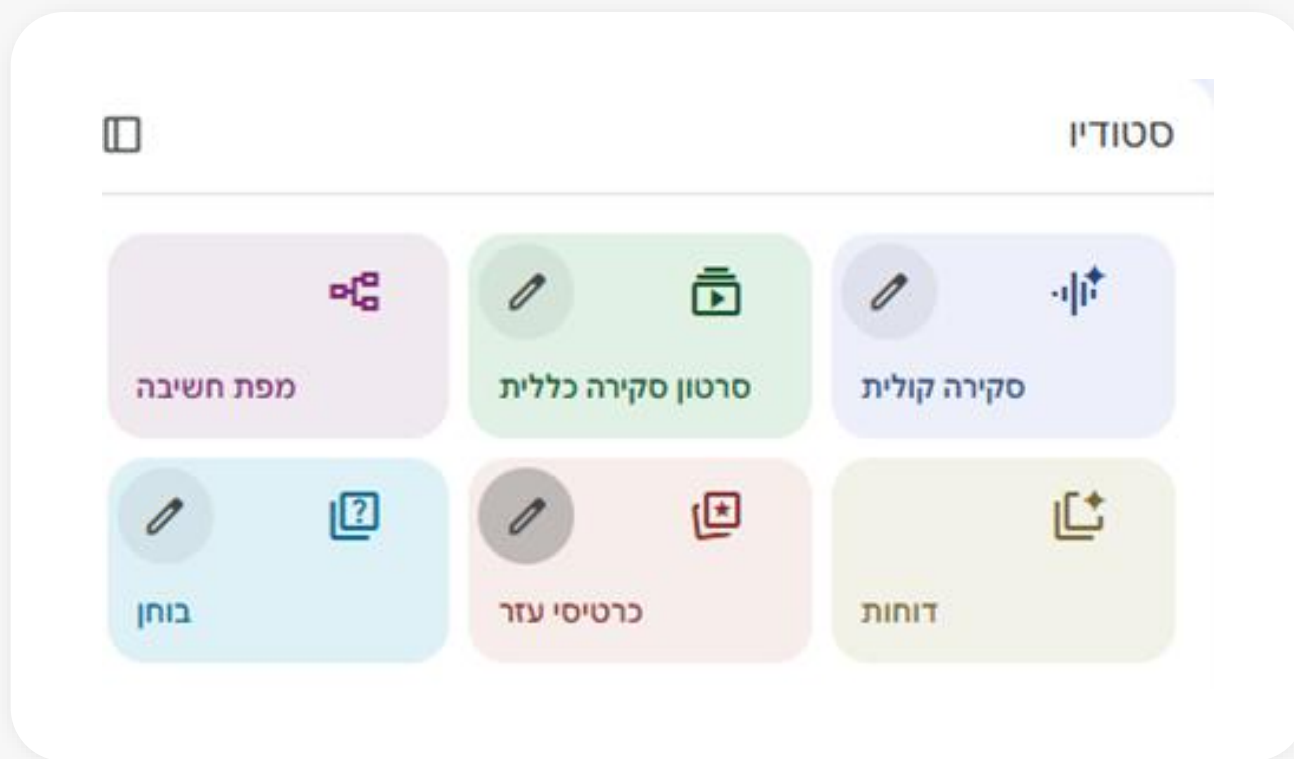 סטודיו
סקירה קולית
סרטון סקירה כללית
מפת חשיבה
דוחות
כרטיסי עזר
בוחן